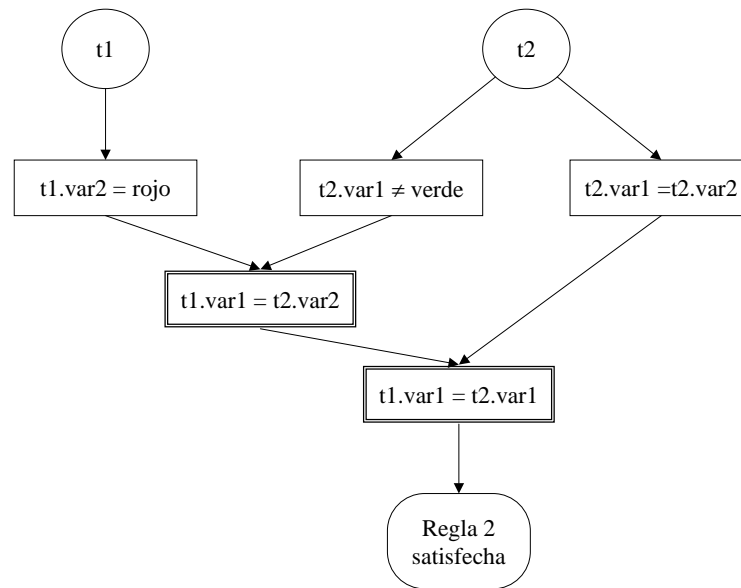 t1
t2
t1.var2 = rojo
t2.var1 ≠ verde
t2.var1 =t2.var2
t1.var1 = t2.var2
t1.var1 = t2.var1
Regla 2
satisfecha